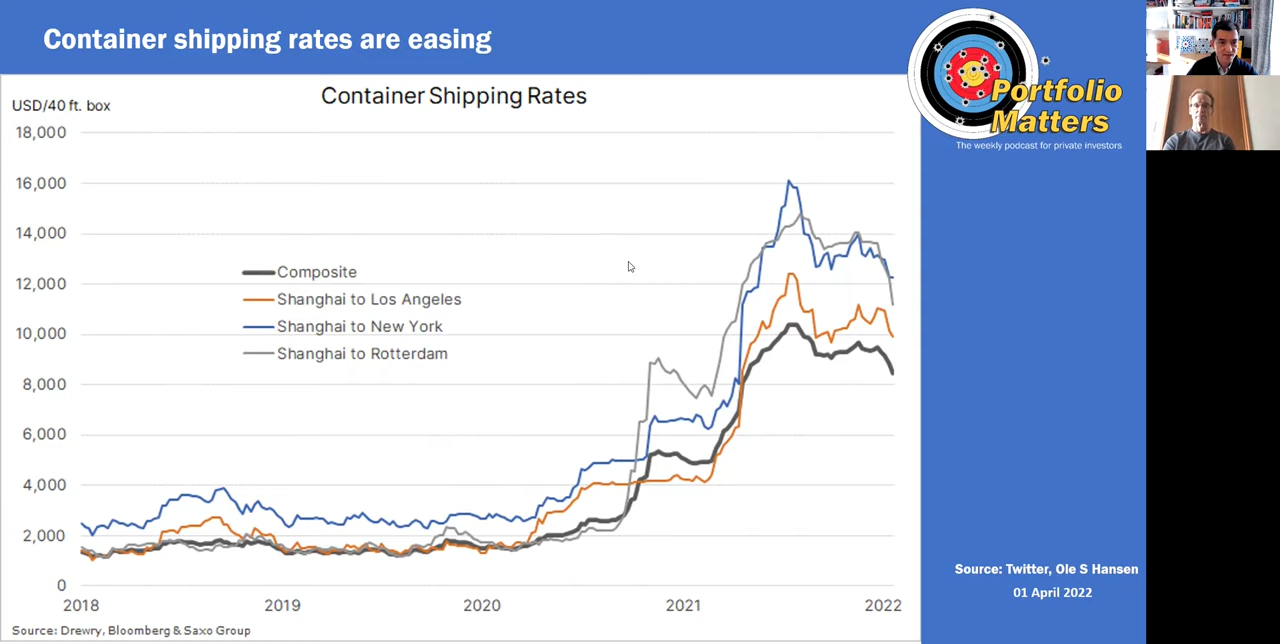 Container shipping rates are easing
Portfolio
Matters
The weekly podcast for private investors
USD/40 ft. box
Container Shipping Rates
18,000
16,000
14,000
12,000
10,000
8,000
6,000
4,000
2,000
0
Composite
Shanghai to Los Angeles
Shanghai to New York
Shanghai to Rotterdam
2018
2019
2020
2021
2022
Source: Drewry, Bloomberg & Saxo Group
Source: Twitter, Ole S Hansen
01 April 2022